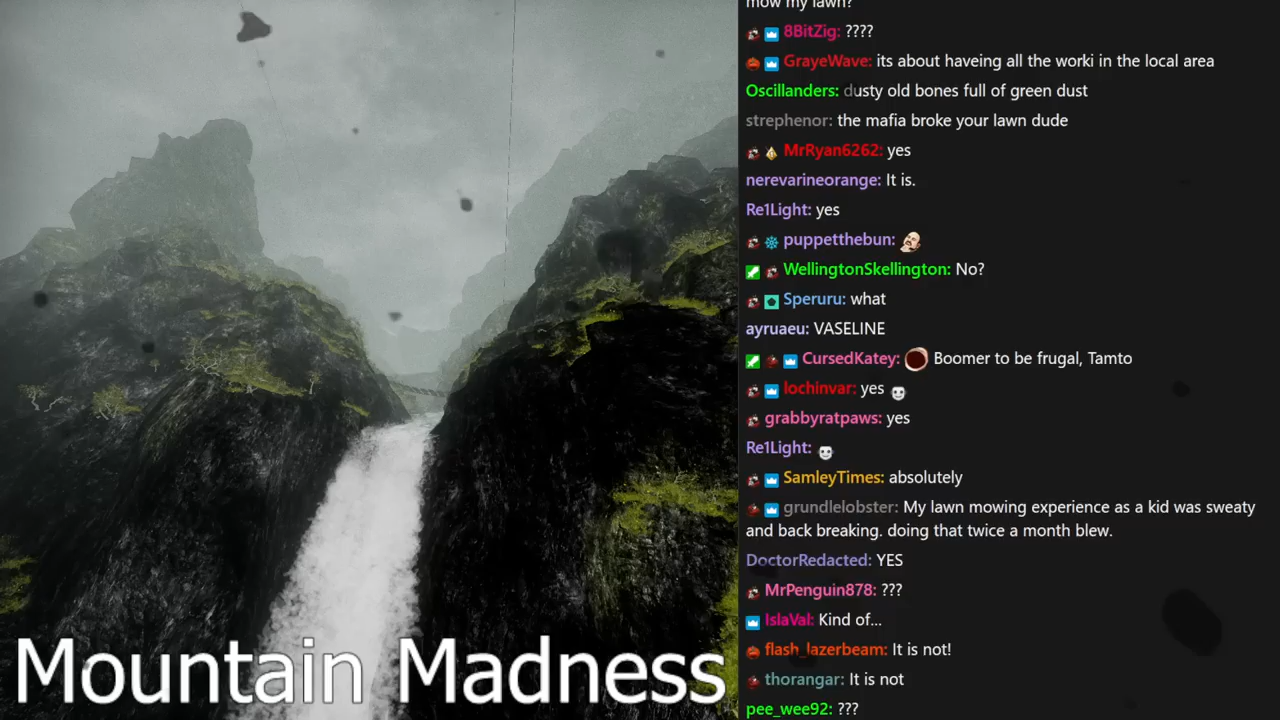 mow my lawn?
8BitZig: ????
GrayeWave: its about haveing all the worki in the local area
Oscillanders: dusty old bones full of green dust
strephenor: the mafia broke your lawn dude
MrRyan6262: yes
nerevarineorange: It is.
Re1Light: yes
puppetthebun:
WellingtonSkellington: No?
Speruru: what
ayruaeu: VASELINE
CursedKatey: Boomer to be frugal, Tamto
lochinvar: yes
grabbyratpaws: yes
Re1Light:
SamleyTimes: absolutely
grundlelobster: My lawn mowing experience as a kid was sweaty
and back breaking. doing that twice a month blew.
DoctorRedacted: YES
MrPenguin878: ???
IslaVal: Kind of...
flash_lazerbeam: It is not!
thorangar: It is not
pee_wee92: ???
Mountain Madness